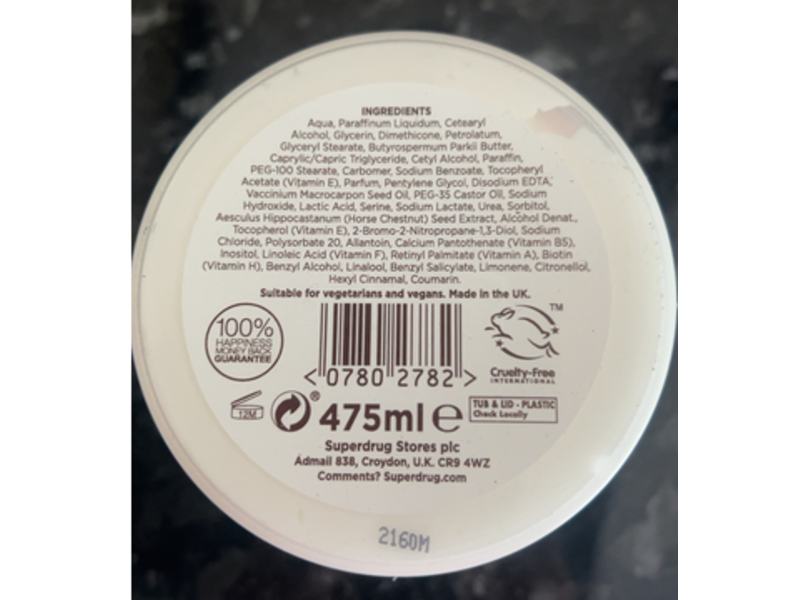 INGREDIENTS
Aqua, Paraffinum Liquidum, Cetearyl
Alcohol, Glycerin, Dimethicone, Petrolatum,
Glyceryl Stearate, Butyrospermum Parkii Butter,
Caprylic/Capric Triglyceride, Cetyl Alcohol, Paraffin,
PEG-100 Stearate, Carbomer, Sodium Benzoate, Tocopheryl
Acetate (Vitamin E), Parfum, Pentylene Glycol, Disodium EDTA,
Vaccinium Macrocarpon Seed Oil, PEG-35 Castor Oil, Sodium
Hydroxide, Lactic Acid, Serine, Sodium Lactate, Urea, Sorbitol,
Aesculus Hippocastanum (Horse Chestnut) Seed Extract, Alcohol Denat.,
Tocopherol (Vitamin E), 2-Bromo-2-Nitropropane-1,3-Diol, Sodium
Chloride, Polysorbate 20, Allantoin, Calcium Pantothenate (Vitamin B5),
Inositol, Linoleic Acid (Vitamin F), Retinyl Palmitate (Vitamin A), Biotin
(Vitamin H), Benzyl Alcohol, Linalool, Benzyl Salicylate, Limonene, Citronellol,
Hexyl Cinnamal, Coumarin.
Suitable for vegetarians and vegans. Made in the UK.
100%
HAPPINESS
MONEY BACK
GUARANTEE
< 0780 2782 >
TM
Cruelty-Free
INTERNATIONAL
12M
®
475ml e
TUB & LID - PLASTIC
Check Locally
Superdrug Stores plc
Admail 838, Croydon, U.K. CR9 4WZ
Comments? Superdrug.com
2160M